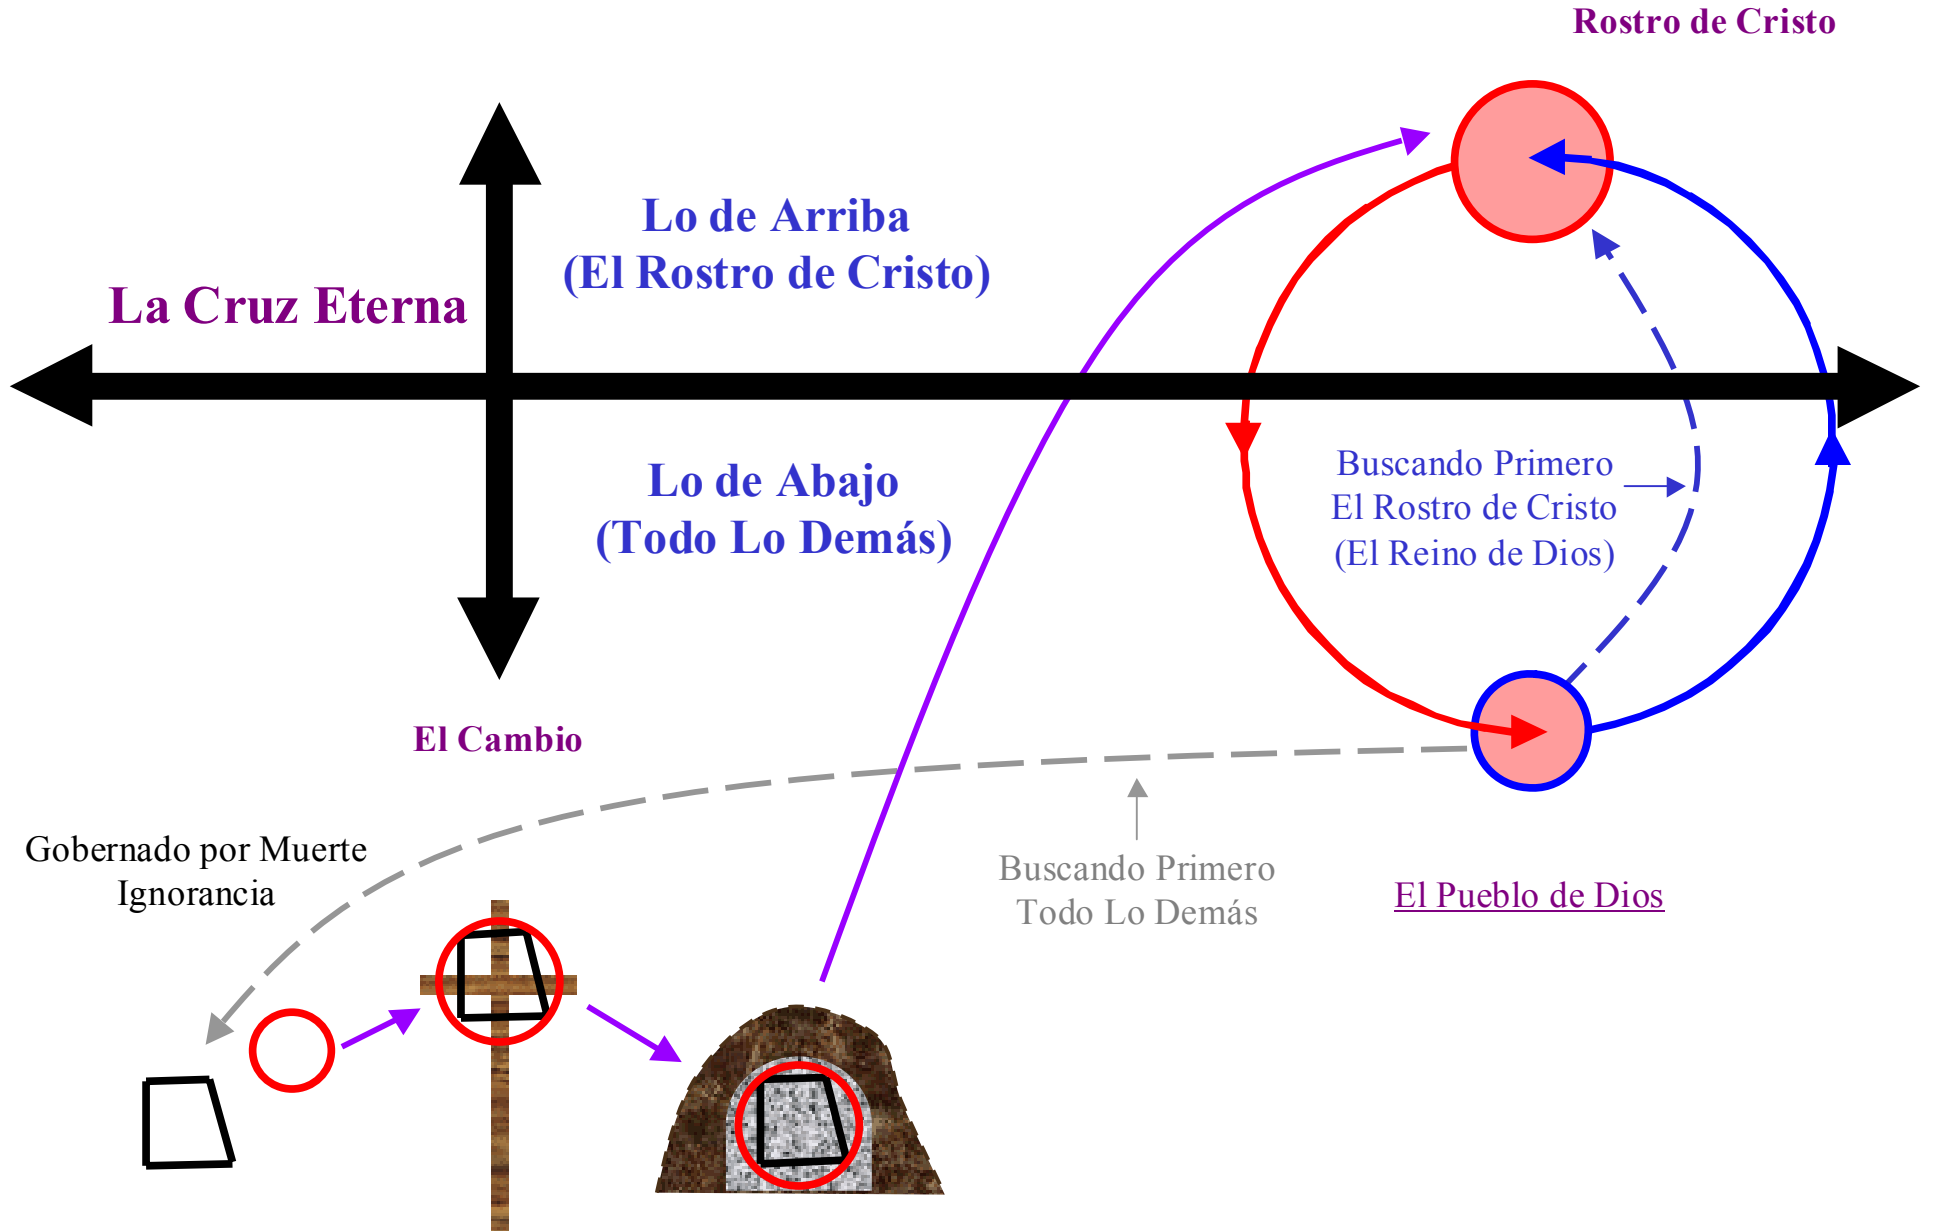 Rostro de Cristo
Lo de Arriba
(El Rostro de Cristo)
La Cruz Eterna
Lo de Abajo
(Todo Lo Demás)
Buscando Primero
El Rostro de Cristo
(El Reino de Dios)
El Cambio
Gobernado por Muerte
Ignorancia
Buscando Primero
Todo Lo Demás
El Pueblo de Dios